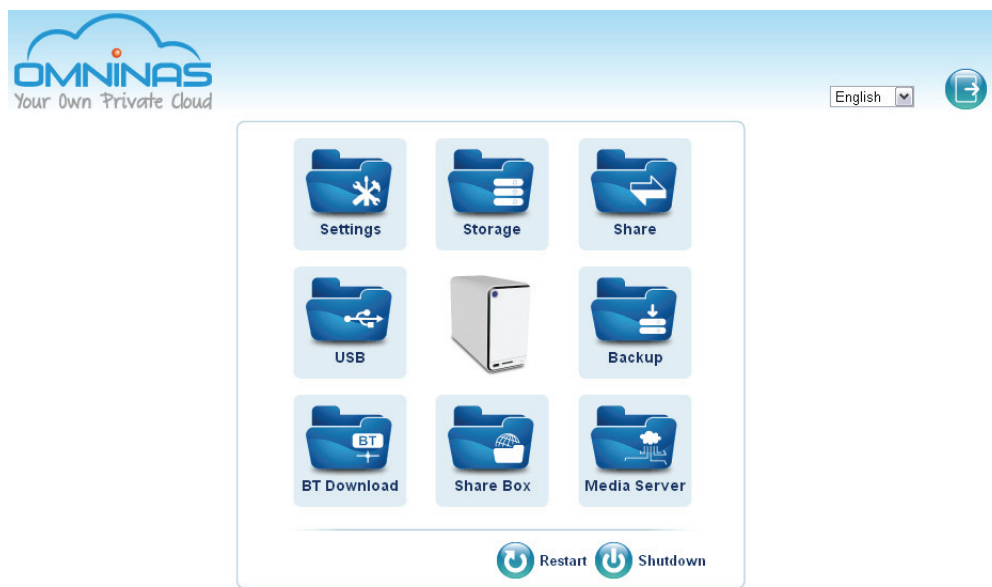 OMNINAS
Your Own Private Cloud
English
Settings Storage Share
USB Backup
BT
BT Download Share Box Media Server
Restart Shutdown